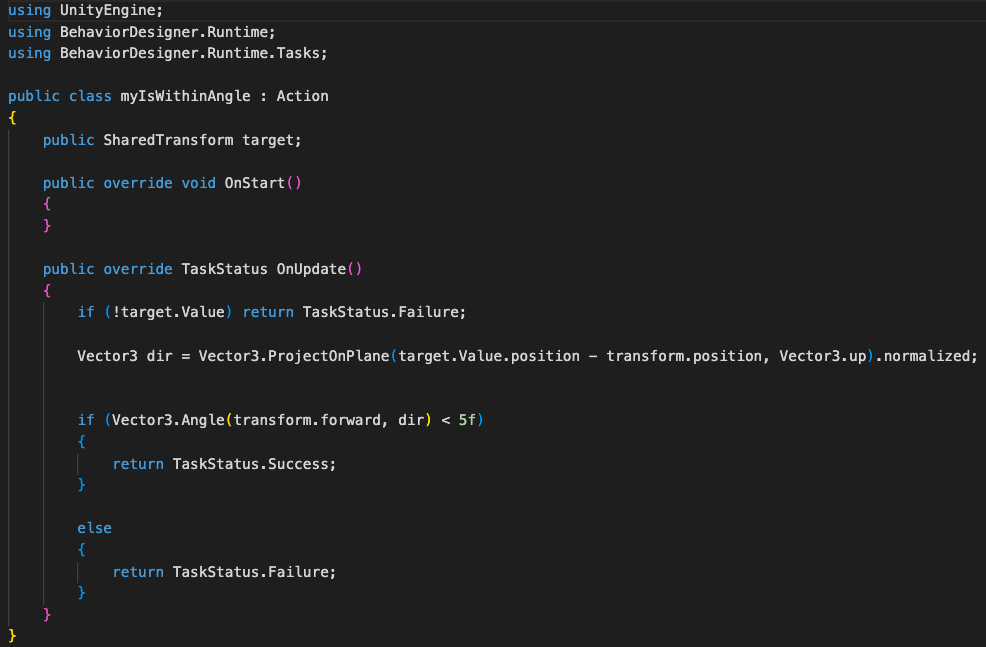 using UnityEngine;
using BehaviorDesigner.Runtime;
using BehaviorDesigner.Runtime.Tasks;
public class myIsWithinAngle : Action
{
public SharedTransform target;
public override void OnStart()
{
}
public override TaskStatus OnUpdate()
{
if (!target.Value) return TaskStatus.Failure;
Vector3 dir = Vector3.ProjectOnPlane(target.Value.position - transform.position, Vector3.up).normalized;
if (Vector3.Angle(transform.forward, dir) < 5f)
{
return TaskStatus.Success;
}
else
{
return TaskStatus.Failure;
}
}
}